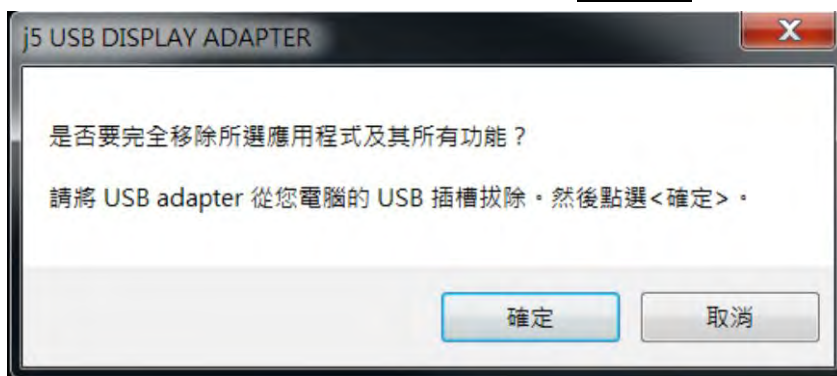 j5 USB DISPLAY ADAPTER
是否要完全移除所選應用程式及其所有功能？
請將 USB adapter 從您電腦的 USB 插槽拔除。然後點選<確定>。
確定
取消